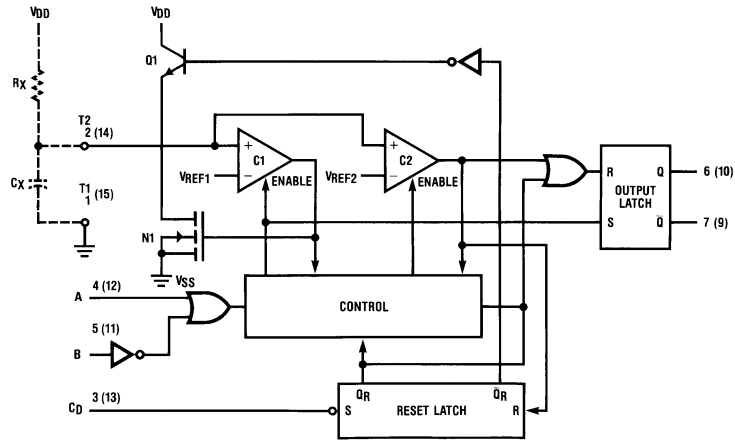 VDD
VDD
Q1
RX
T2
2 (14)
CX
T1
1 (15)
+
C1
−
VREF1
ENABLE
+
C2
−
VREF2
ENABLE
R
Q
6 (10)
OUTPUT
LATCH
S
Q̄
7 (9)
N1
VSS
4 (12)
A
5 (11)
B
CONTROL
3 (13)
CD
QR
Q̄R
S
RESET LATCH
R